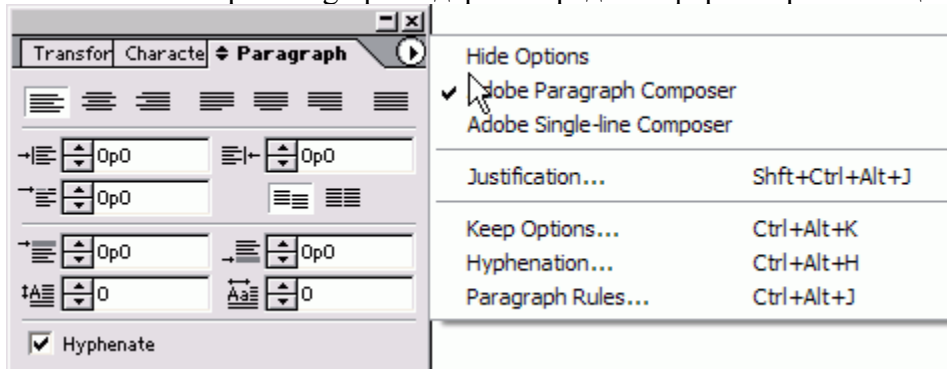 Transfor Characte Paragraph
Hide Options
Adobe Paragraph Composer
Adobe Single-line Composer
Justification... Shft+Ctrl+Alt+J
Keep Options... Ctrl+Alt+K
Hyphenation... Ctrl+Alt+H
Paragraph Rules... Ctrl+Alt+J
0p0 0p0
0p0
0p0 0p0
0 0
Hyphenate